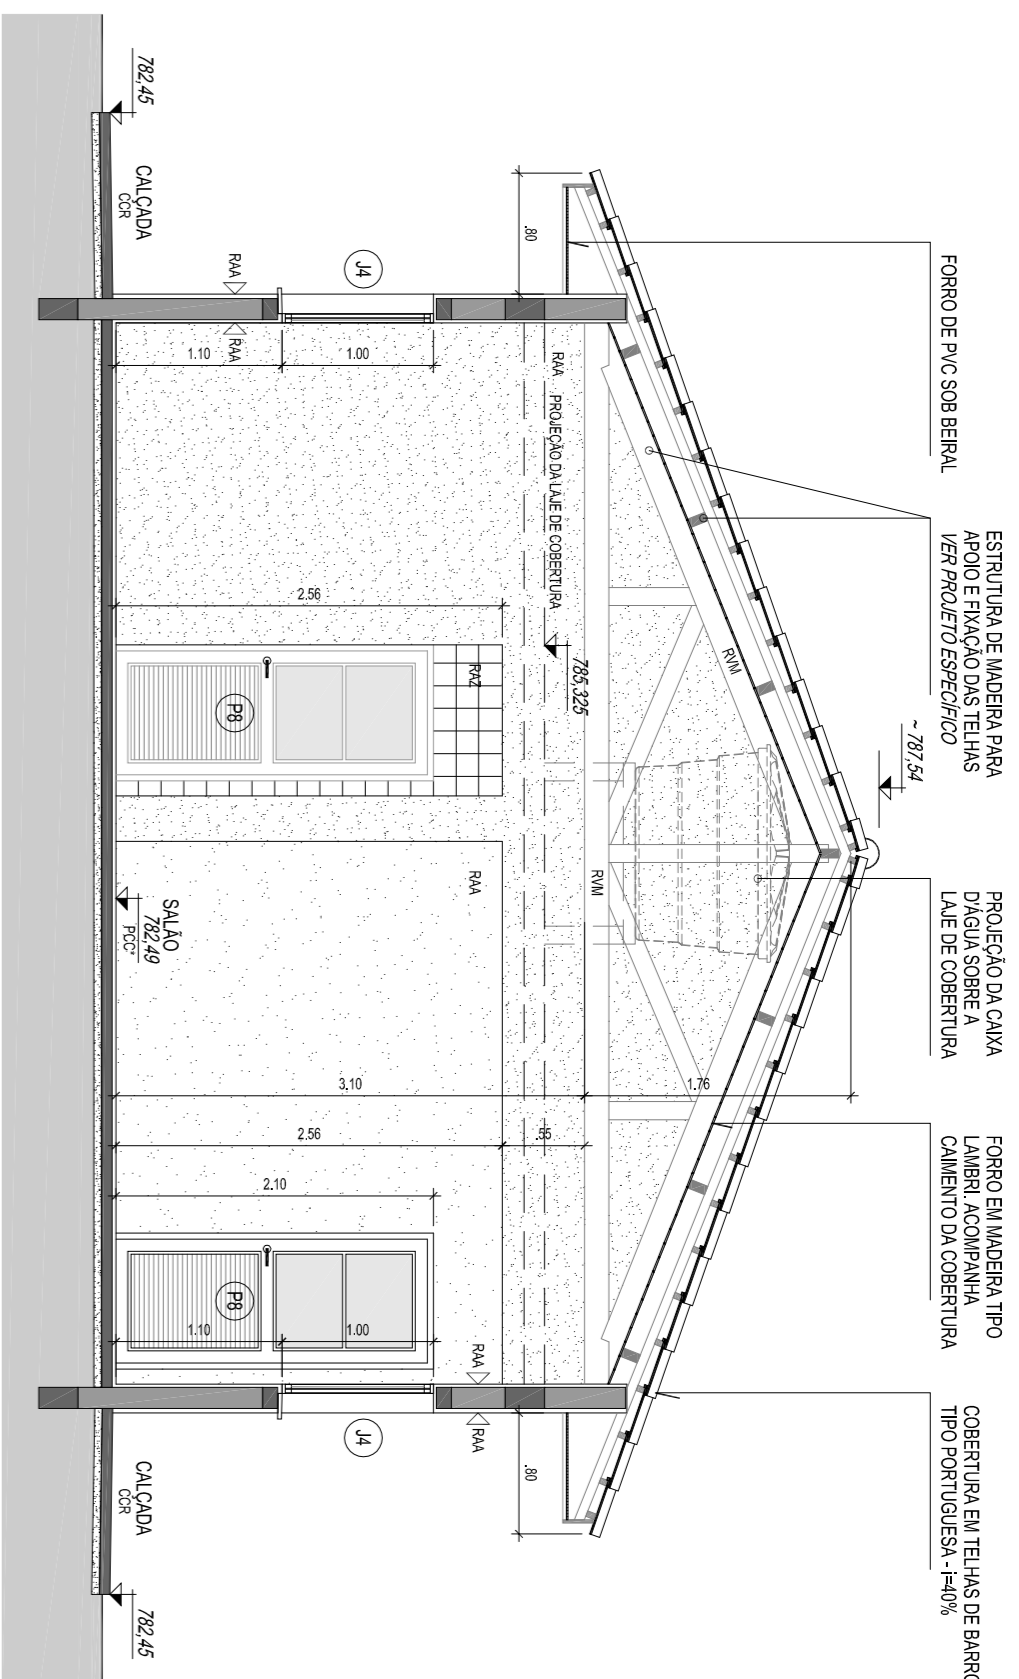 FORRO DE PVC SOB BEIRAL
ESTRUTURA DE MADEIRA PARA
APOIO E FIXAÇÃO DAS TELHAS
VER PROJETO ESPECÍFICO
~787,54
PROJEÇÃO DA CAIXA
D'ÁGUA SOBRE A
LAJE DE COBERTURA
FORRO EM MADEIRA TIPO
LAMBRI. ACOMPANHA
CAIMENTO DA COBERTURA
COBERTURA EM TELHAS DE BARRO
TIPO PORTUGUESA - i=40%
RVM
1.76
RVM
.80
785,325
.80
RAA
PROJEÇÃO DA LAJE DE COBERTURA
.55
RAZ
RAA
RAA
RAA
J4
1.00
2.56
3.10
2.56
2.10
1.00
J4
RAA
RAA
1.10
P8
P8
1.10
782,45
CALÇADA
CCR
SALÃO
782,49
PCC*
CALÇADA
CCR
782,45